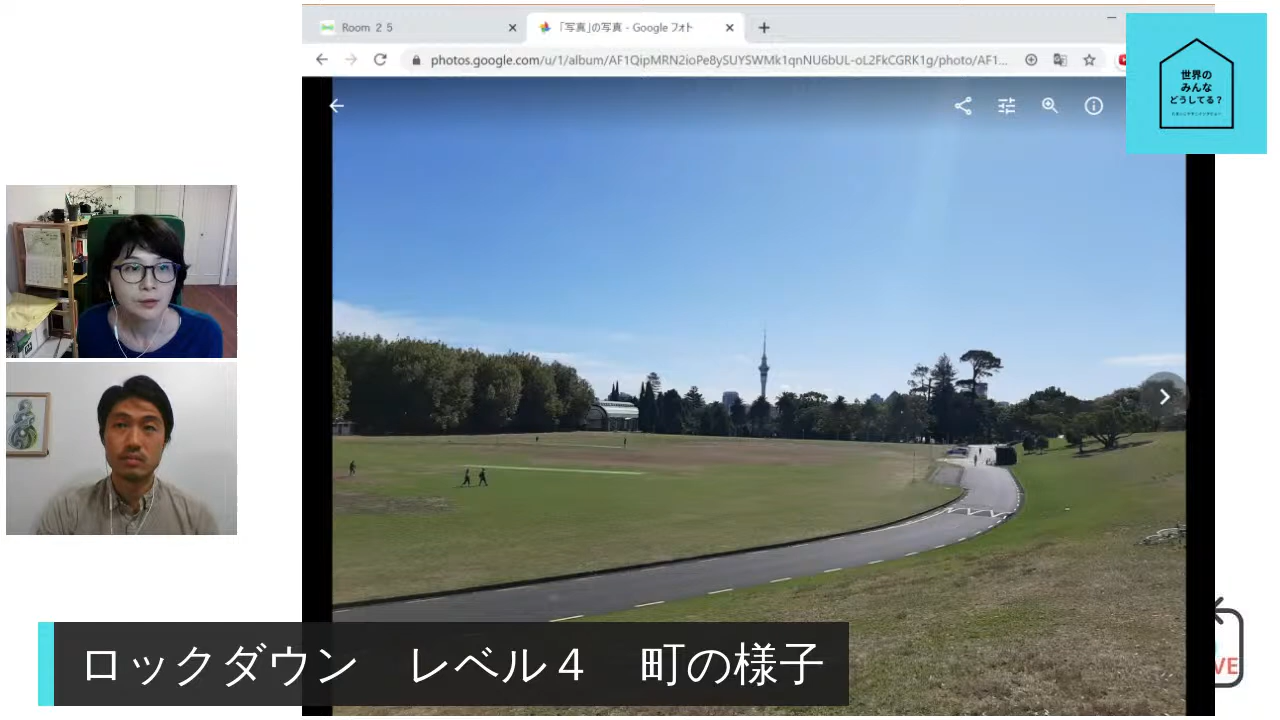 Room 25
「写真」の写真 - Google フォト
photos.google.com/u/1/album/AF1QipMRN2ioPe8ySUYSWMk1qnNU6bUL-oL2FkCGRK1g/photo/AF1...
世界の
みんな
どうしてる？
VE
ロックダウン　レベル４　町の様子